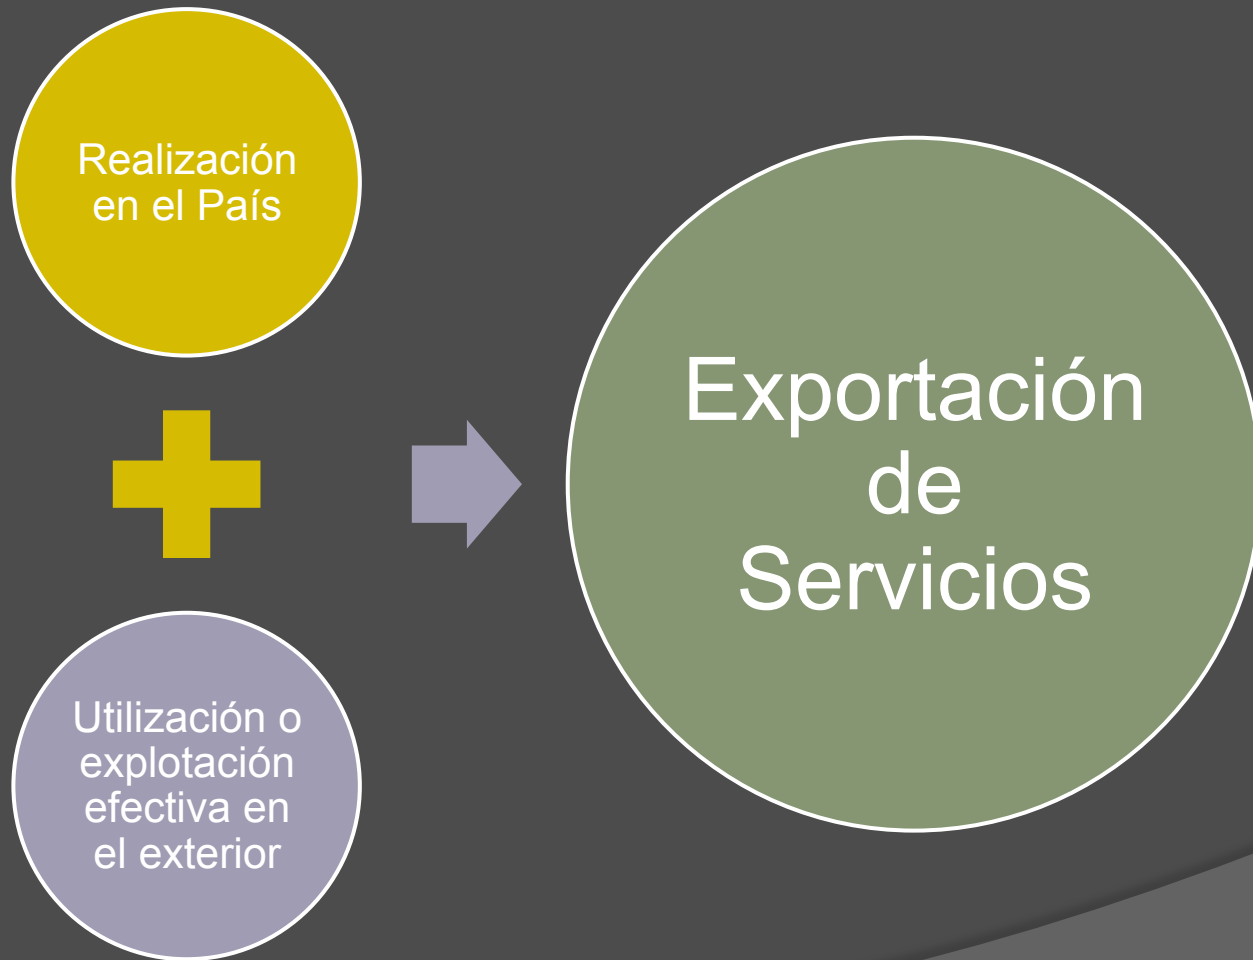 Realización
en el País
Utilización o
explotación
efectiva en
el exterior
Exportación
de
Servicios